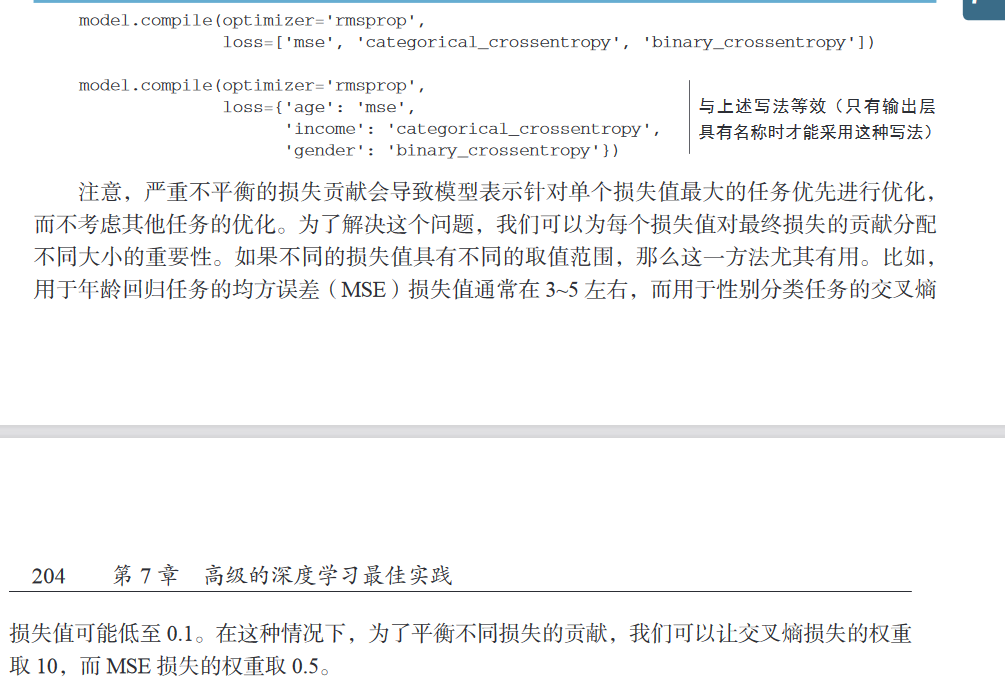 model.compile(optimizer='rmsprop',
loss=['mse', 'categorical_crossentropy', 'binary_crossentropy'])
model.compile(optimizer='rmsprop',
loss={'age': 'mse',
'income': 'categorical_crossentropy',
'gender': 'binary_crossentropy'})
与上述写法等效（只有输出层
具有名称时才能采用这种写法）
注意，严重不平衡的损失贡献会导致模型表示针对单个损失值最大的任务优先进行优化，
而不考虑其他任务的优化。为了解决这个问题，我们可以为每个损失值对最终损失的贡献分配
不同大小的重要性。如果不同的损失值具有不同的取值范围，那么这一方法尤其有用。比如，
用于年龄回归任务的均方误差（MSE）损失值通常在 3~5 左右，而用于性别分类任务的交叉熵
204 第 7 章 高级的深度学习最佳实践
损失值可能低至 0.1。在这种情况下，为了平衡不同损失的贡献，我们可以让交叉熵损失的权重
取 10，而 MSE 损失的权重取 0.5。